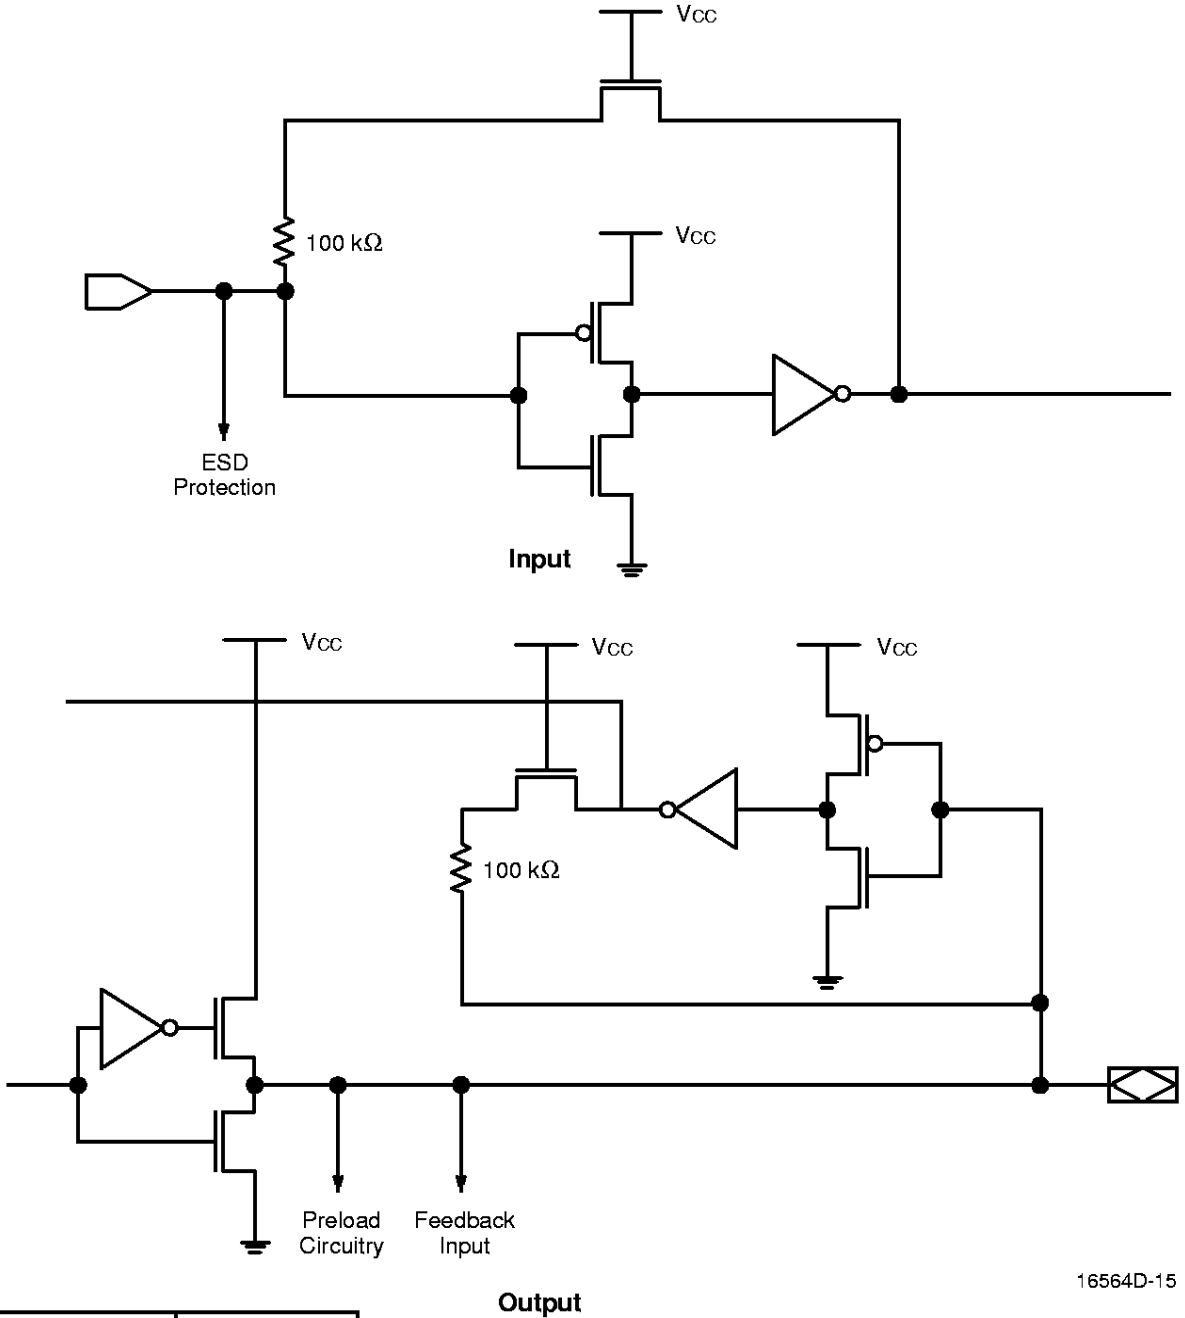 VCC
100 kΩ
VCC
ESD
Protection
Input
VCC
VCC
VCC
100 kΩ
Preload
Circuitry
Feedback
Input
16564D-15
Output